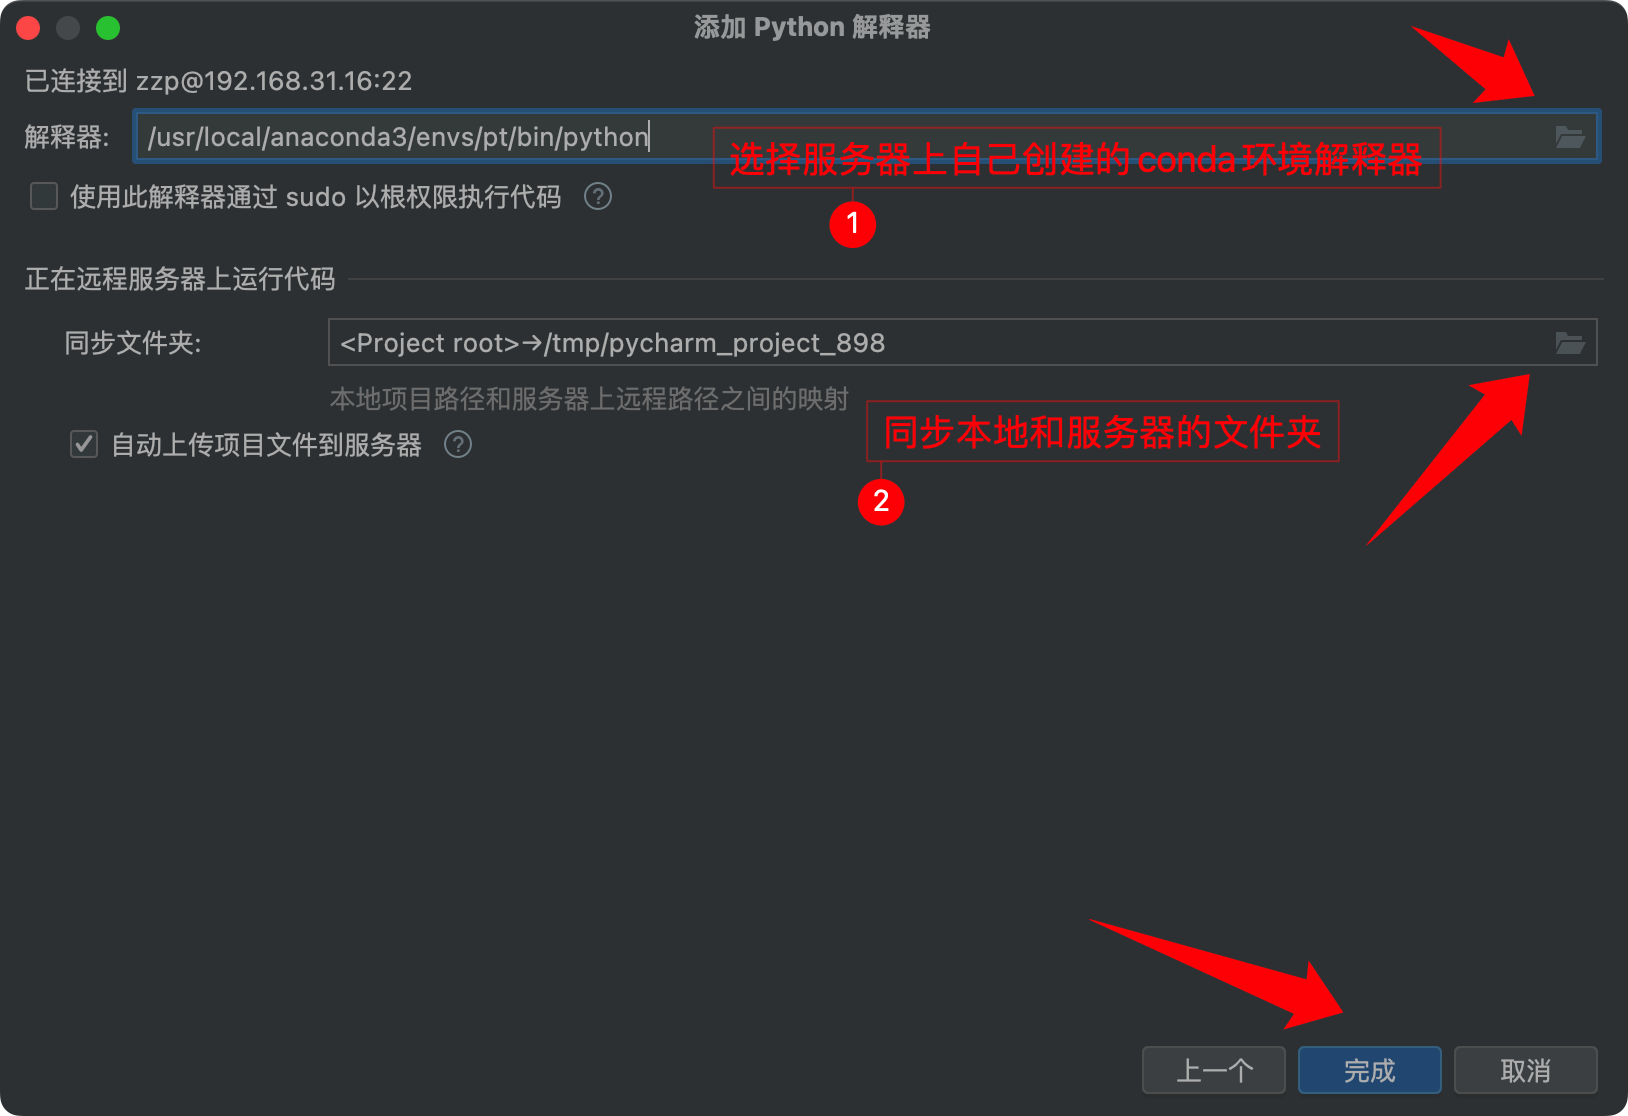 添加 Python 解释器
已连接到 zzp@192.168.31.16:22
解释器: /usr/local/anaconda3/envs/pt/bin/python
选择服务器上自己创建的 conda 环境解释器
使用此解释器通过 sudo 以根权限执行代码 ?
1
正在远程服务器上运行代码
同步文件夹: <Project root>→/tmp/pycharm_project_898
本地项目路径和服务器上远程路径之间的映射
同步本地和服务器的文件夹
自动上传项目文件到服务器 ?
2
上一个 完成 取消